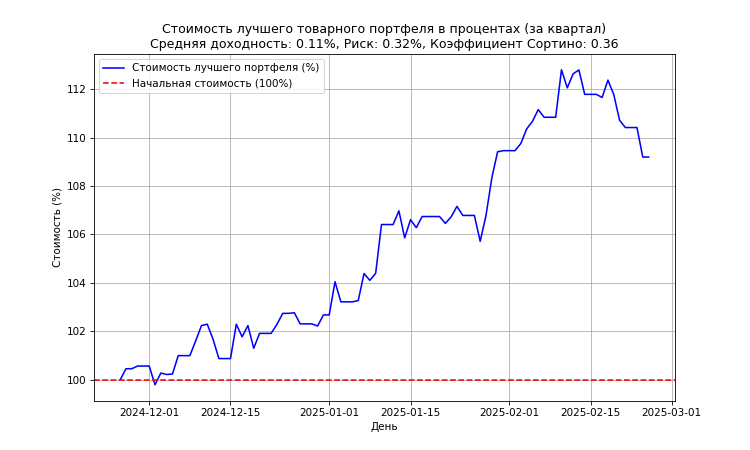 Стоимость лучшего товарного портфеля в процентах (за квартал)
Средняя доходность: 0.11%, Риск: 0.32%, Коэффициент Сортино: 0.36
Стоимость лучшего портфеля (%)
Начальная стоимость (100%)
Стоимость (%)
112
110
108
106
104
102
100
2024-12-01
2024-12-15
2025-01-01
2025-01-15
2025-02-01
2025-02-15
2025-03-01
День